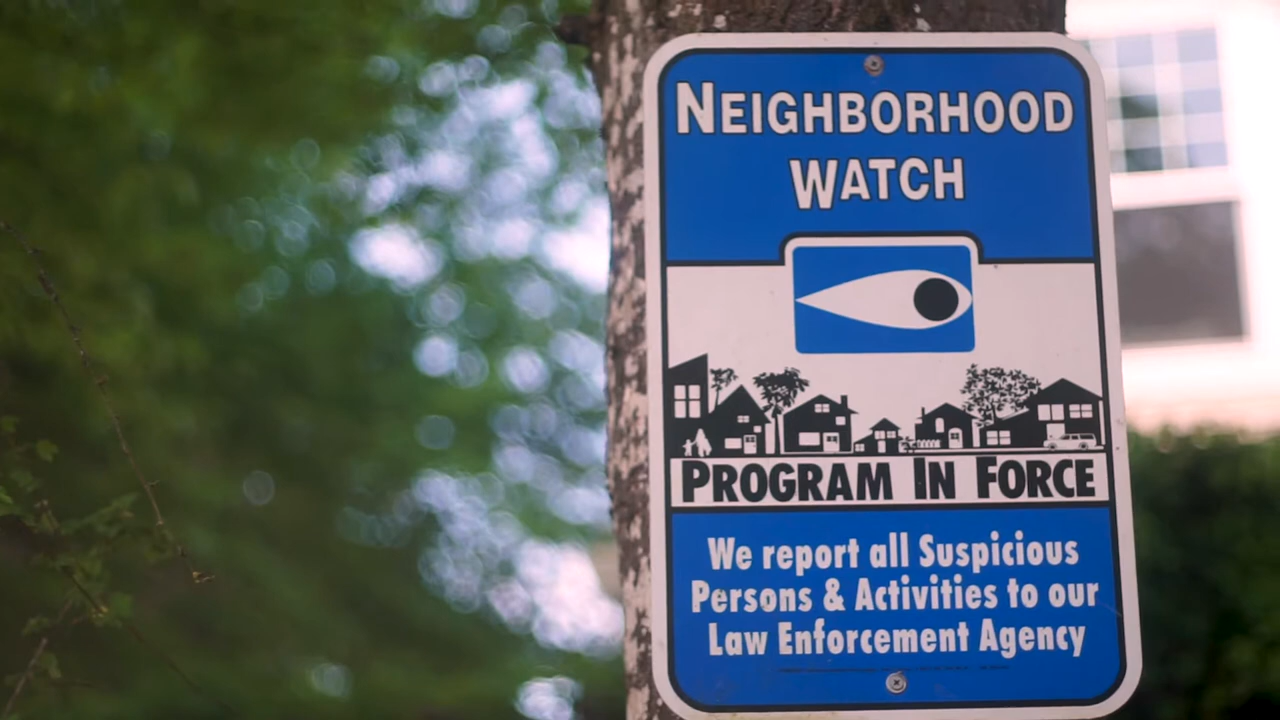 NEIGHBORHOOD
WATCH
PROGRAM IN FORCE
We report all Suspicious
Persons & Activities to our
Law Enforcement Agency